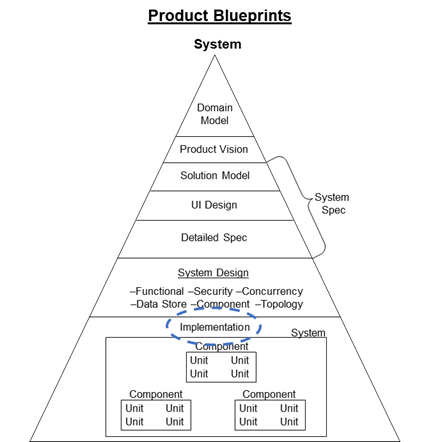 Product Blueprints
System
Domain
Model
Product Vision
Solution Model
UI Design
Detailed Spec
System
Spec
System Design
–Functional –Security –Concurrency
–Data Store –Component –Topology
Implementation
System
Component
Unit Unit
Unit Unit
Component
Unit Unit
Unit Unit
Component
Unit Unit
Unit Unit